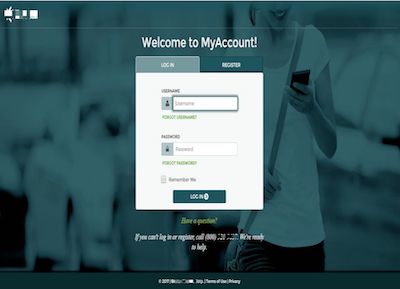 Welcome to MyAccount!
LOG IN
REGISTER
USERNAME
Username
FORGOT USERNAME?
PASSWORD
Password
FORGOT PASSWORD?
Remember Me
LOG IN
Have a question?
If you can't log in or register, call (800) We're ready
to help.
© 2017 | Terms of Use | Privacy